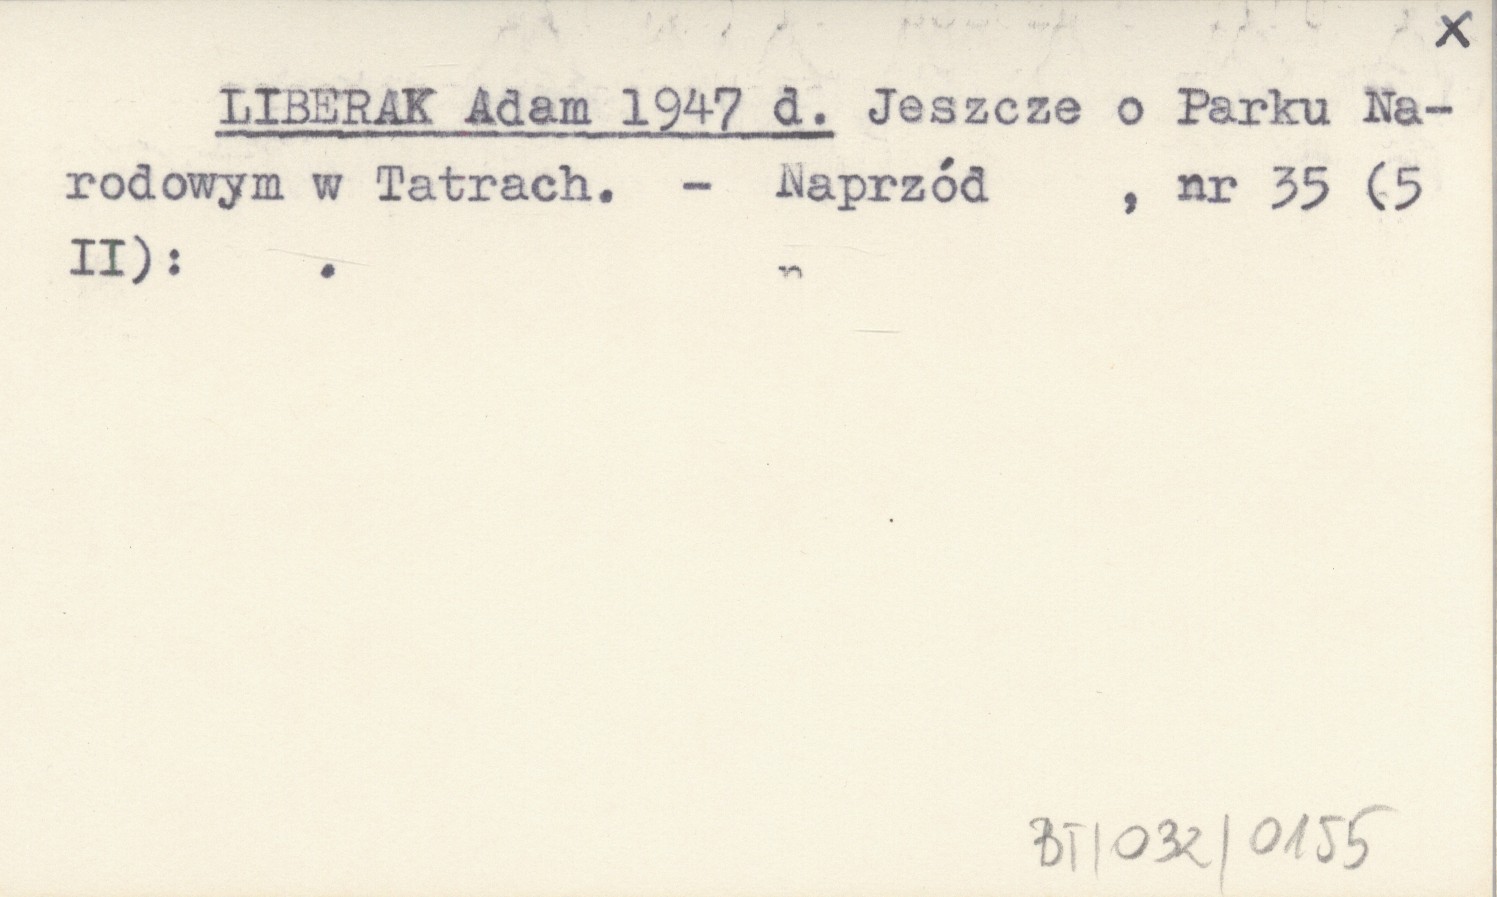 x
LIBERAK Adam 1947 d. Jeszcze o Parku Na-
rodowym w Tatrach. - Naprzód , nr 35 (5
II): .
n
BT/032/0155